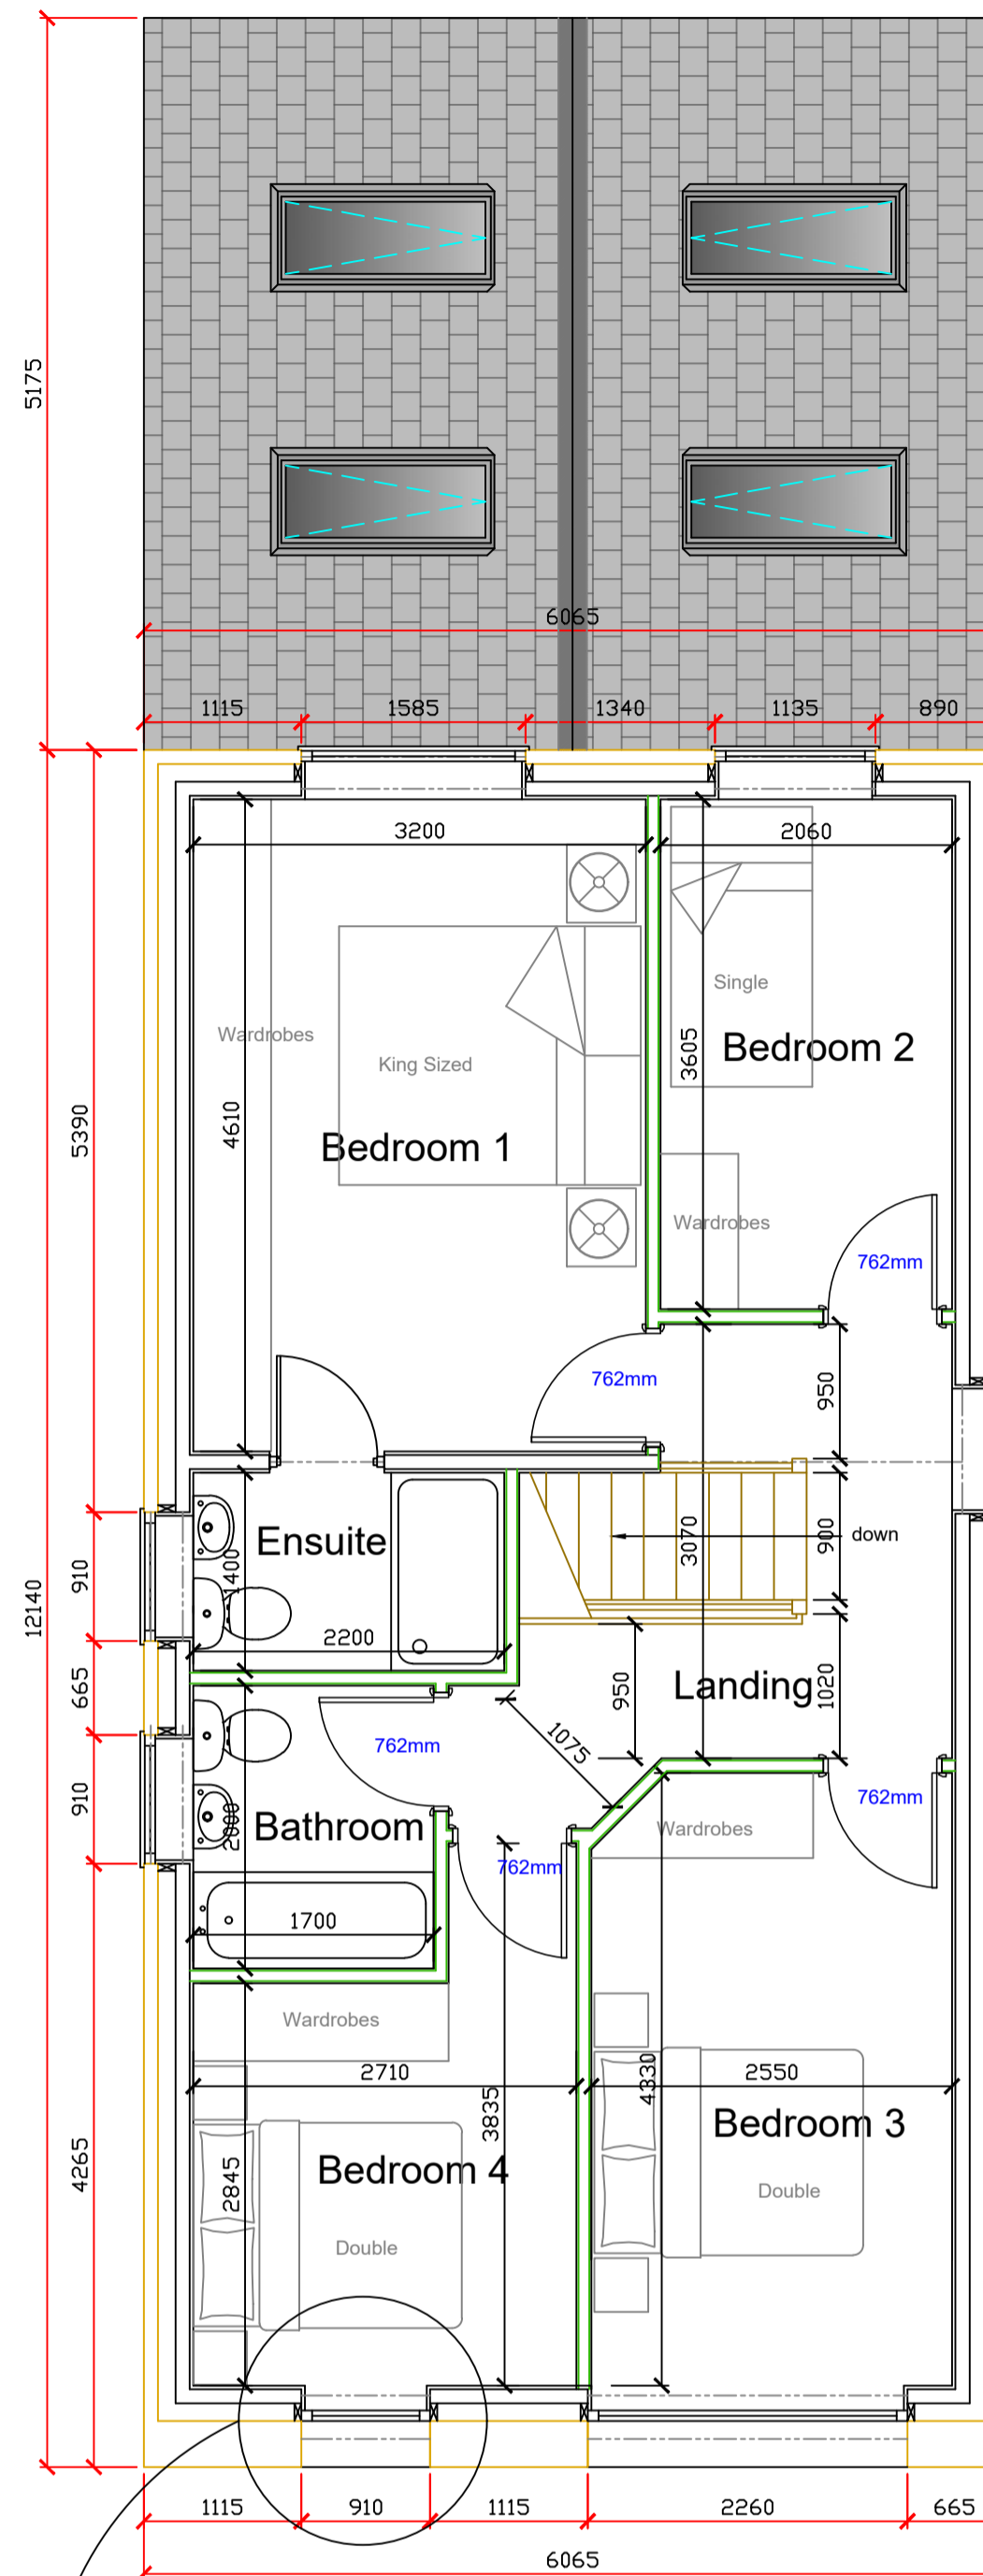 5175
6065
1115
1585
1340
1135
890
3200
2060
Single
Wardrobes
Bedroom 2
3605
King Sized
4610
5390
Bedroom 1
Wardrobes
762mm
762mm
950
down
Ensuite
3070
900
1400
910
12140
2200
665
Landing
950
1020
1075
762mm
910
762mm
Wardrobes
Bathroom
2000
762mm
1700
Wardrobes
2710
4330
2550
3835
Bedroom 3
4265
Bedroom 4
2845
Double
Double
1115
910
1115
2260
665
6065